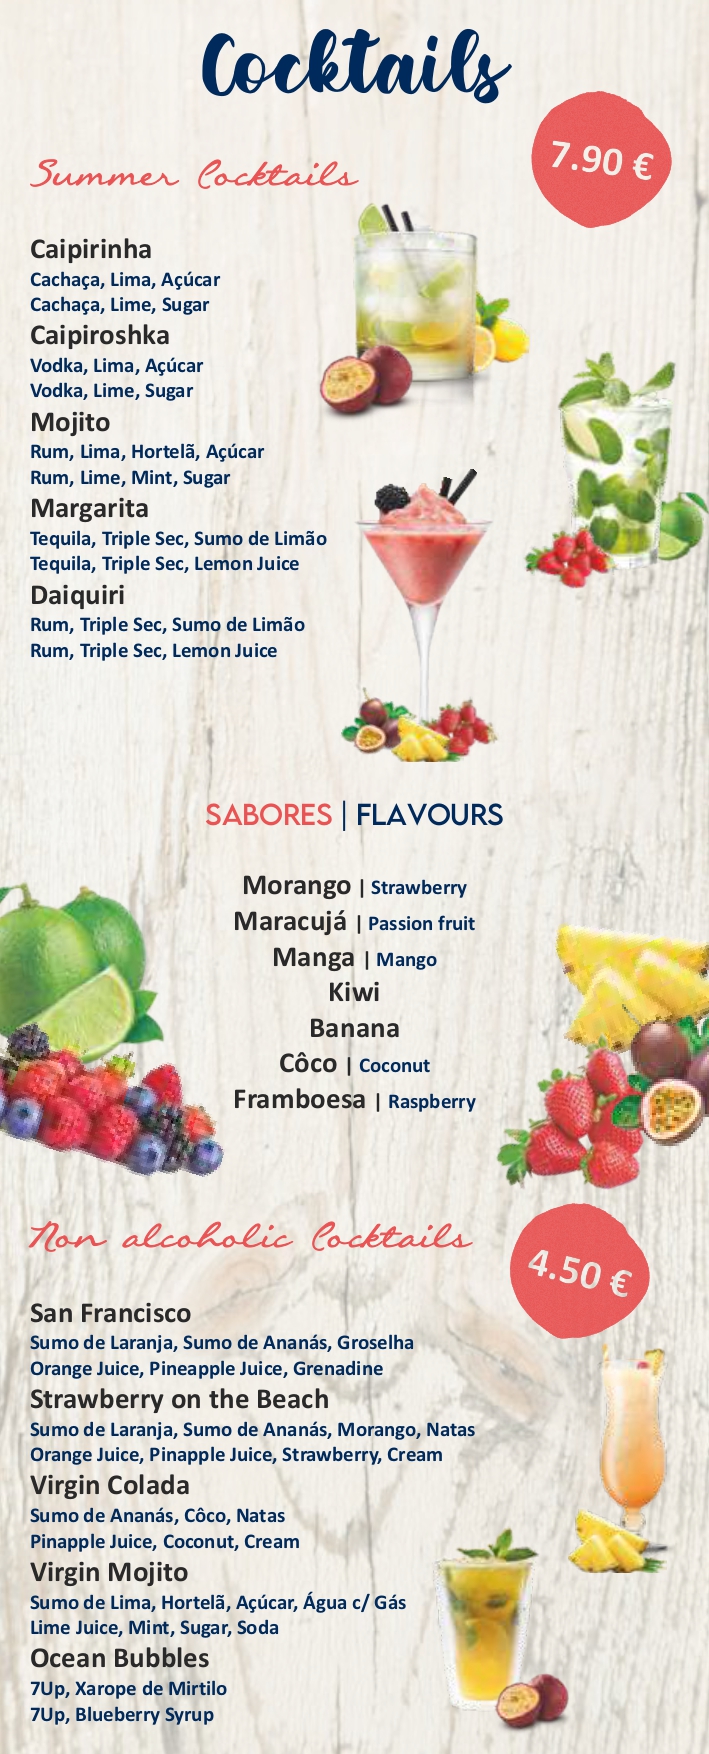 Cocktails
7.90 €
Summer Cocktails
Caipirinha
Cachaça, Lima, Açúcar
Cachaça, Lime, Sugar
Caipiroshka
Vodka, Lima, Açúcar
Vodka, Lime, Sugar
Mojito
Rum, Lima, Hortelã, Açúcar
Rum, Lime, Mint, Sugar
Margarita
Tequila, Triple Sec, Sumo de Limão
Tequila, Triple Sec, Lemon Juice
Daiquiri
Rum, Triple Sec, Sumo de Limão
Rum, Triple Sec, Lemon Juice
SABORES | FLAVOURS
Morango | Strawberry
Maracujá | Passion fruit
Manga | Mango
Kiwi
Banana
Côco | Coconut
Framboesa | Raspberry
Non alcoholic Cocktails
4.50 €
San Francisco
Sumo de Laranja, Sumo de Ananás, Groselha
Orange Juice, Pineapple Juice, Grenadine
Strawberry on the Beach
Sumo de Laranja, Sumo de Ananás, Morango, Natas
Orange Juice, Pinapple Juice, Strawberry, Cream
Virgin Colada
Sumo de Ananás, Côco, Natas
Pinapple Juice, Coconut, Cream
Virgin Mojito
Sumo de Lima, Hortelã, Açúcar, Água c/ Gás
Lime Juice, Mint, Sugar, Soda
Ocean Bubbles
7Up, Xarope de Mirtilo
7Up, Blueberry Syrup